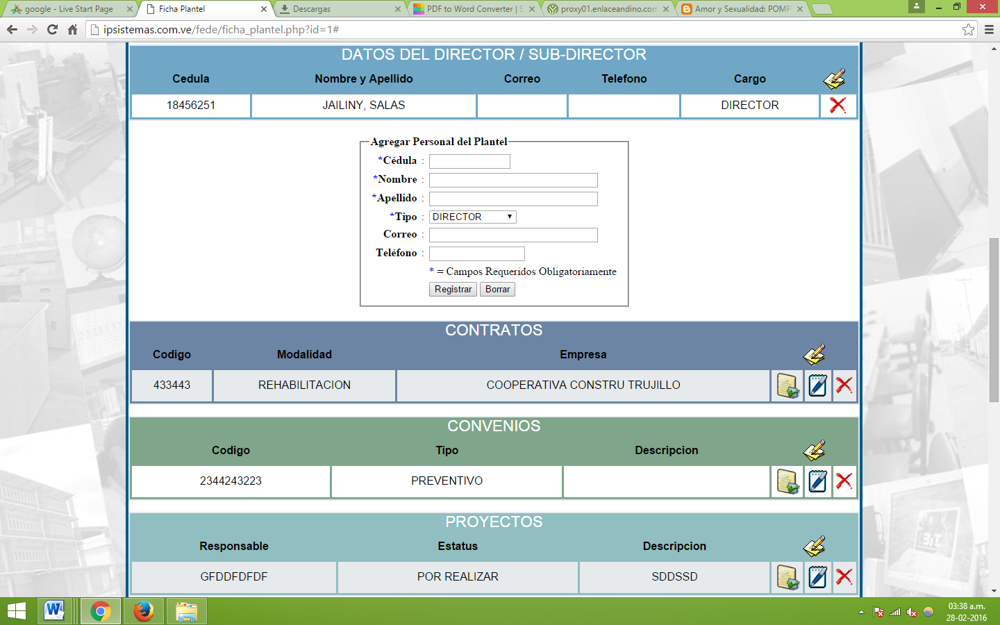 google - Live Start Page
Ficha Plantel
Descargas
PDF to Word Converter | S
proxy01.enlaceandino.com
Amor y Sexualidad: POMP
ipsistemas.com.ve/fede/ficha_plantel.php?id=1#
DATOS DEL DIRECTOR / SUB-DIRECTOR
Cedula Nombre y Apellido Correo Telefono Cargo
18456251 JAILINY, SALAS DIRECTOR
Agregar Personal del Plantel
*Cédula :
*Nombre :
*Apellido :
*Tipo : DIRECTOR
Correo :
Teléfono :
* = Campos Requeridos Obligatoriamente
Registrar Borrar
CONTRATOS
Codigo Modalidad Empresa
433443 REHABILITACION COOPERATIVA CONSTRU TRUJILLO
CONVENIOS
Codigo Tipo Descripcion
2344243223 PREVENTIVO
PROYECTOS
Responsable Estatus Descripcion
GFDDFDFDF POR REALIZAR SDDSSD
03:38 a.m.
28-02-2016